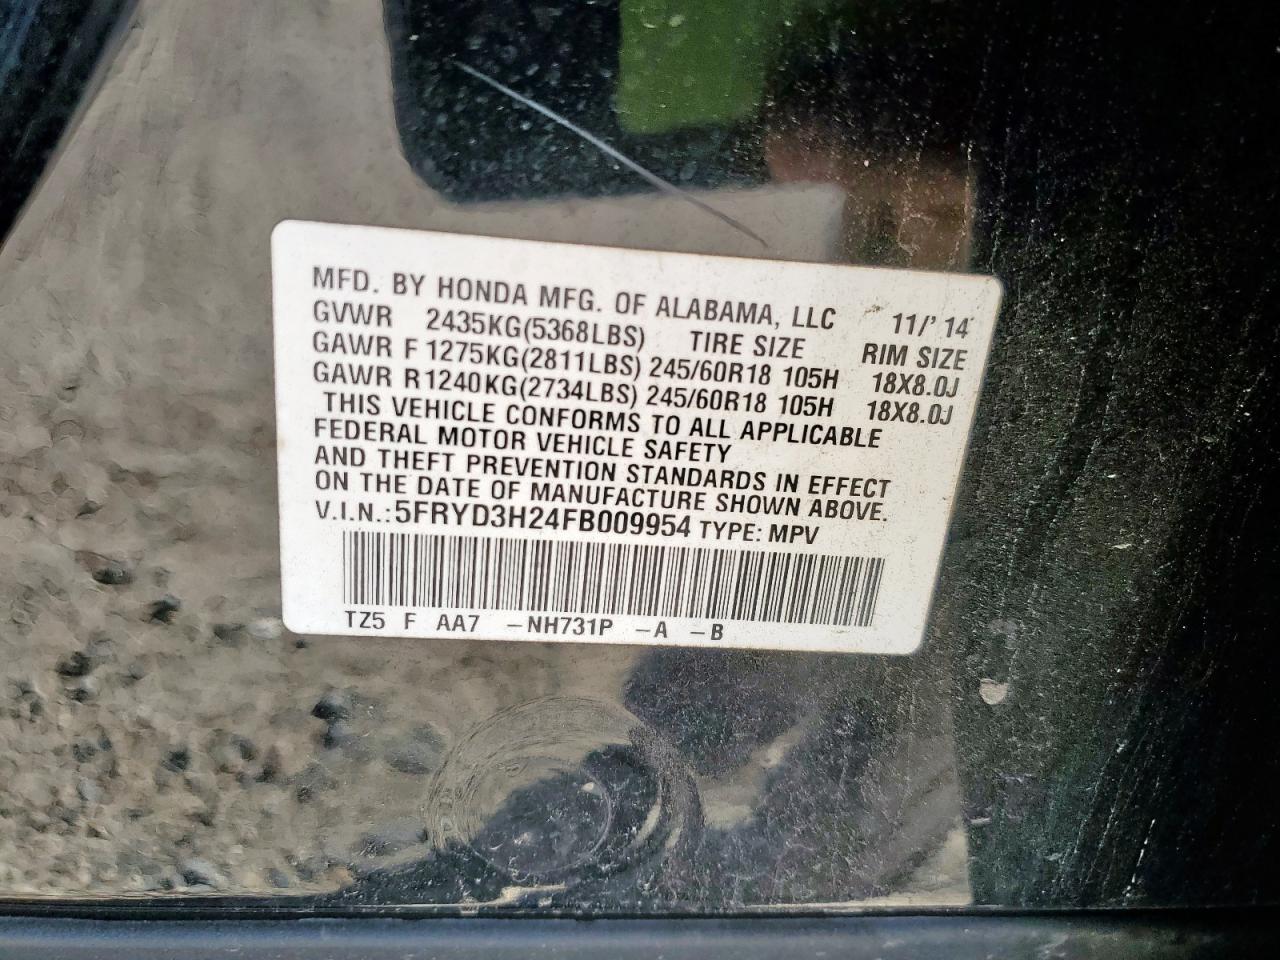 MFD. BY HONDA MFG. OF ALABAMA, LLC 11/'14
GVWR 2435KG(5368LBS) TIRE SIZE RIM SIZE
GAWR F 1275KG(2811LBS) 245/60R18 105H 18X8.0J
GAWR R 1240KG(2734LBS) 245/60R18 105H 18X8.0J
THIS VEHICLE CONFORMS TO ALL APPLICABLE
FEDERAL MOTOR VEHICLE SAFETY
AND THEFT PREVENTION STANDARDS IN EFFECT
ON THE DATE OF MANUFACTURE SHOWN ABOVE.
V.I.N.:5FRYD3H24FB009954 TYPE: MPV
TZ5 F AA7 -NH731P -A -B